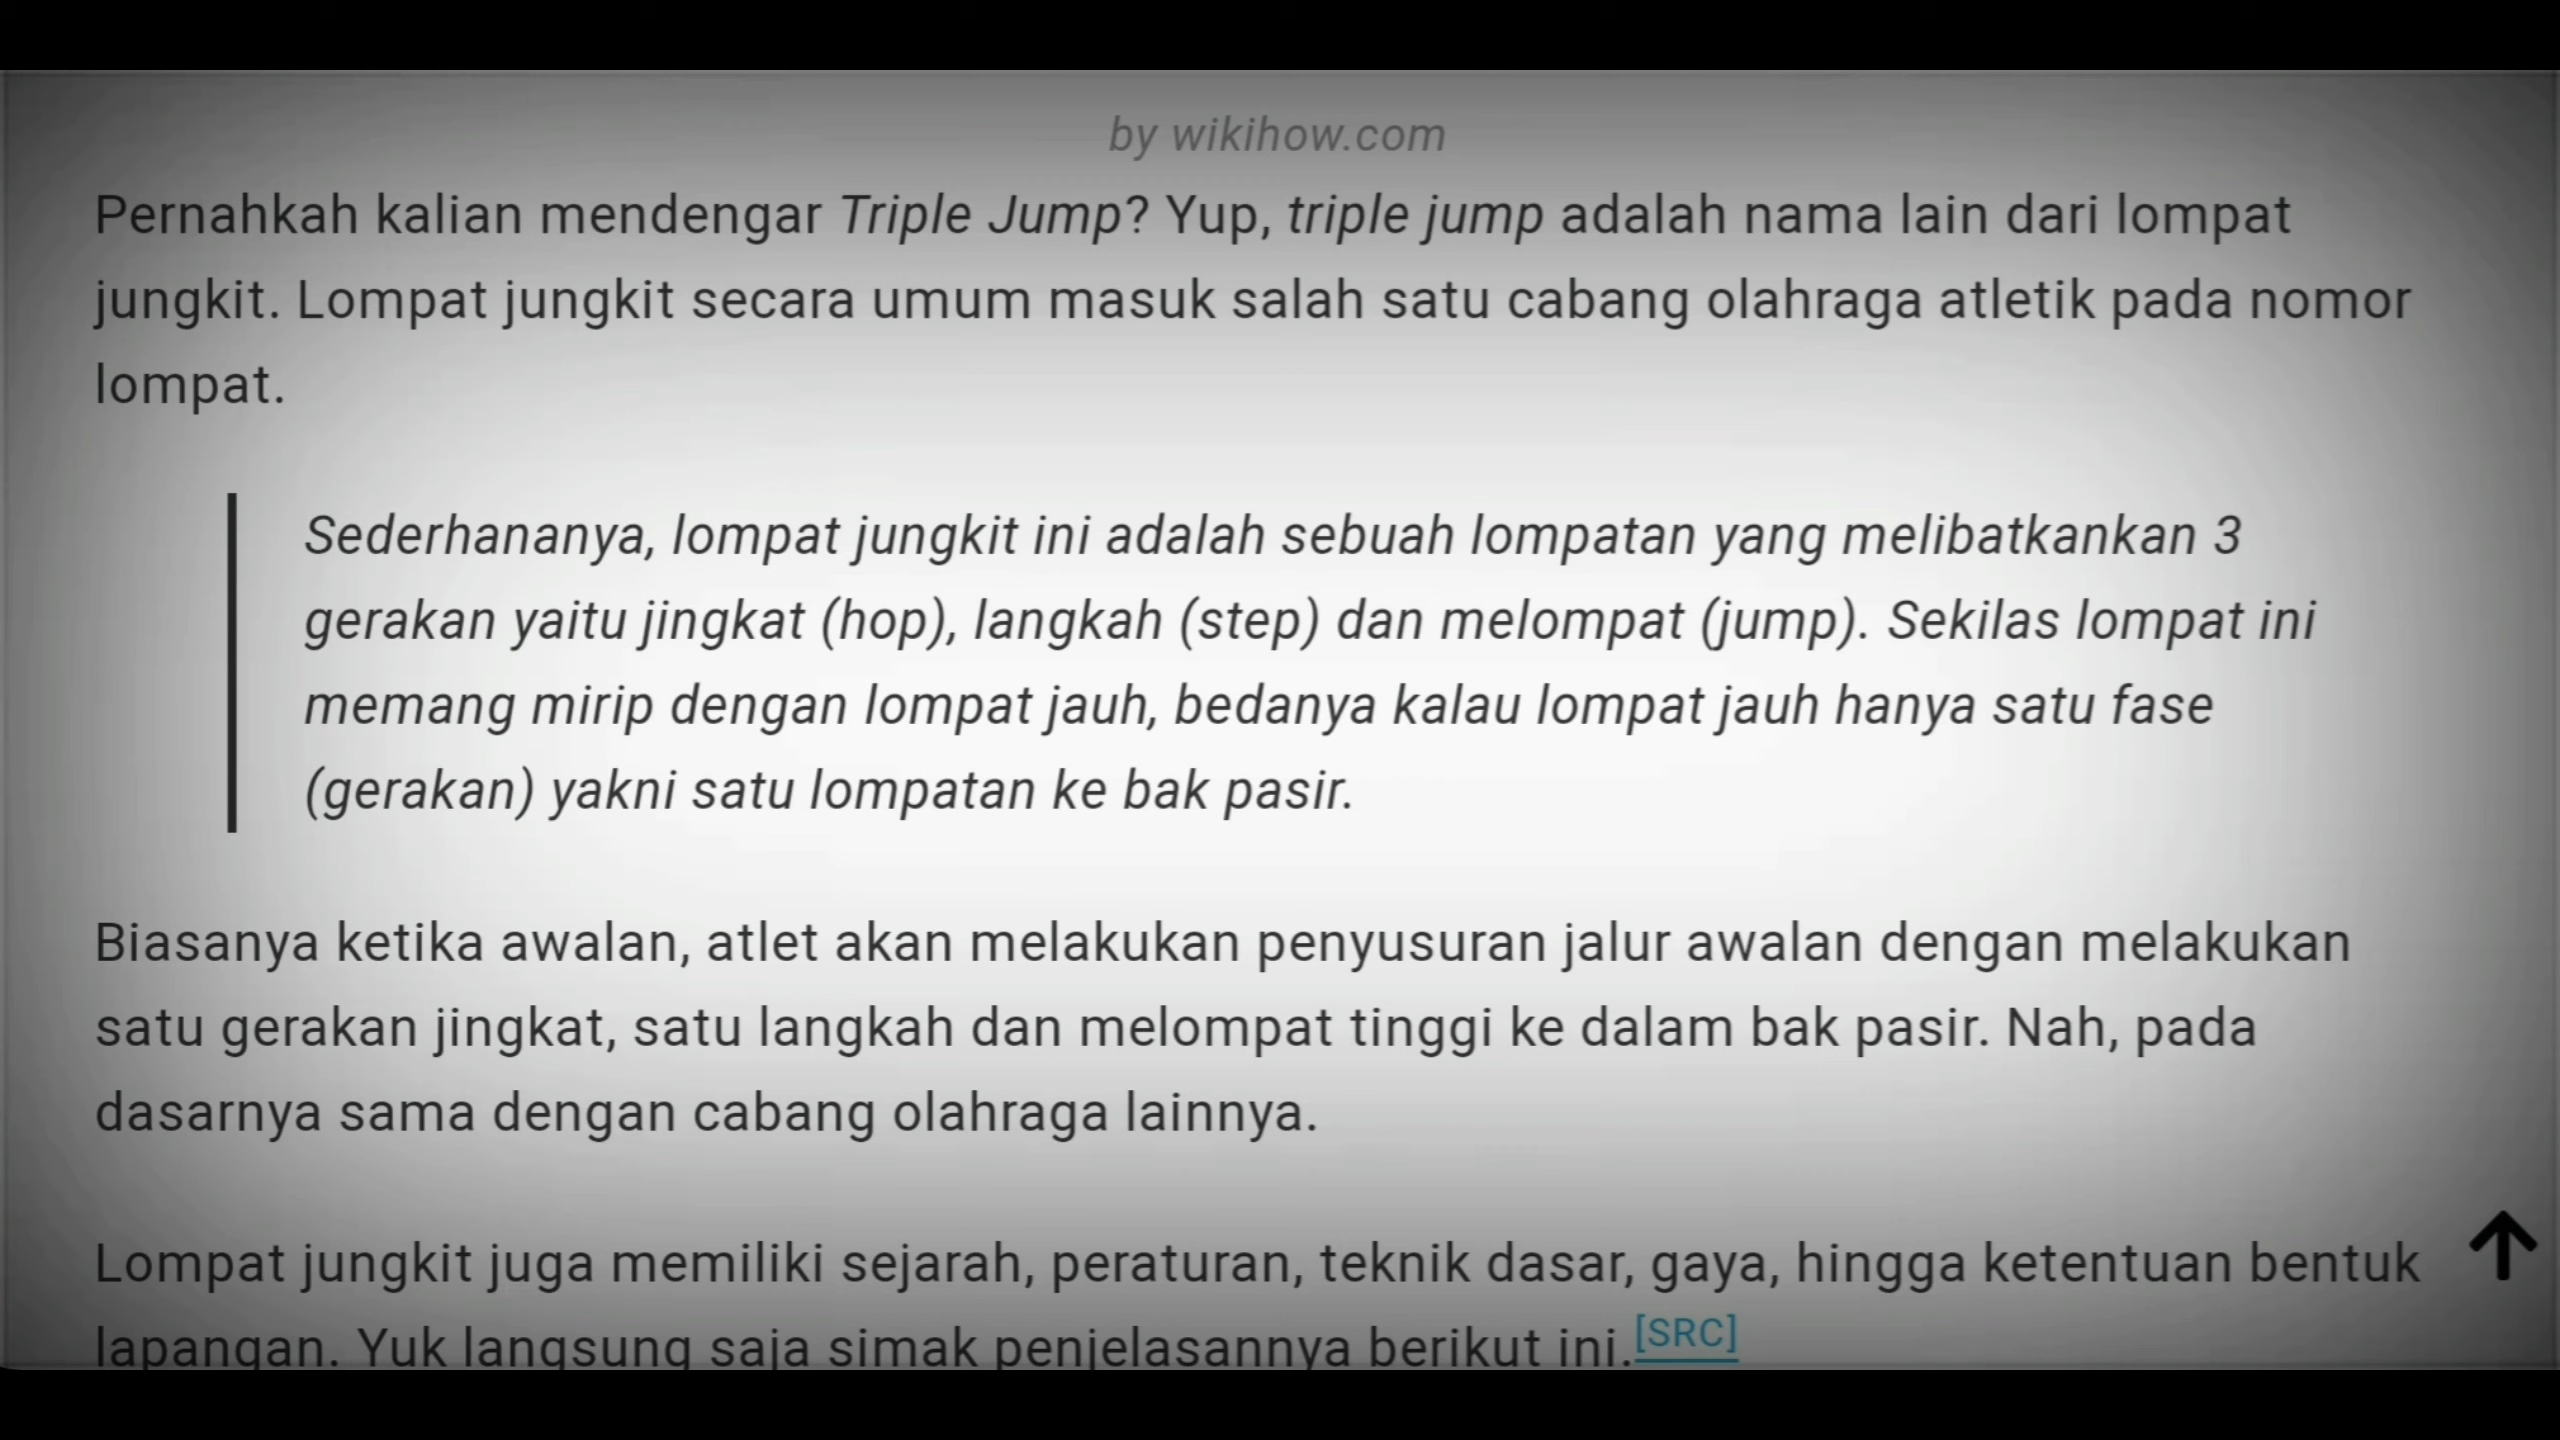 by wikihow.com
Pernahkah kalian mendengar Triple Jump? Yup, triple jump adalah nama lain dari lompat
jungkit. Lompat jungkit secara umum masuk salah satu cabang olahraga atletik pada nomor
lompat.
Sederhananya, lompat jungkit ini adalah sebuah lompatan yang melibatkankan 3
gerakan yaitu jingkat (hop), langkah (step) dan melompat (jump). Sekilas lompat ini
memang mirip dengan lompat jauh, bedanya kalau lompat jauh hanya satu fase
(gerakan) yakni satu lompatan ke bak pasir.
Biasanya ketika awalan, atlet akan melakukan penyusuran jalur awalan dengan melakukan
satu gerakan jingkat, satu langkah dan melompat tinggi ke dalam bak pasir. Nah, pada
dasarnya sama dengan cabang olahraga lainnya.
Lompat jungkit juga memiliki sejarah, peraturan, teknik dasar, gaya, hingga ketentuan bentuk
lapangan. Yuk langsung saja simak penjelasannya berikut ini.[SRC]